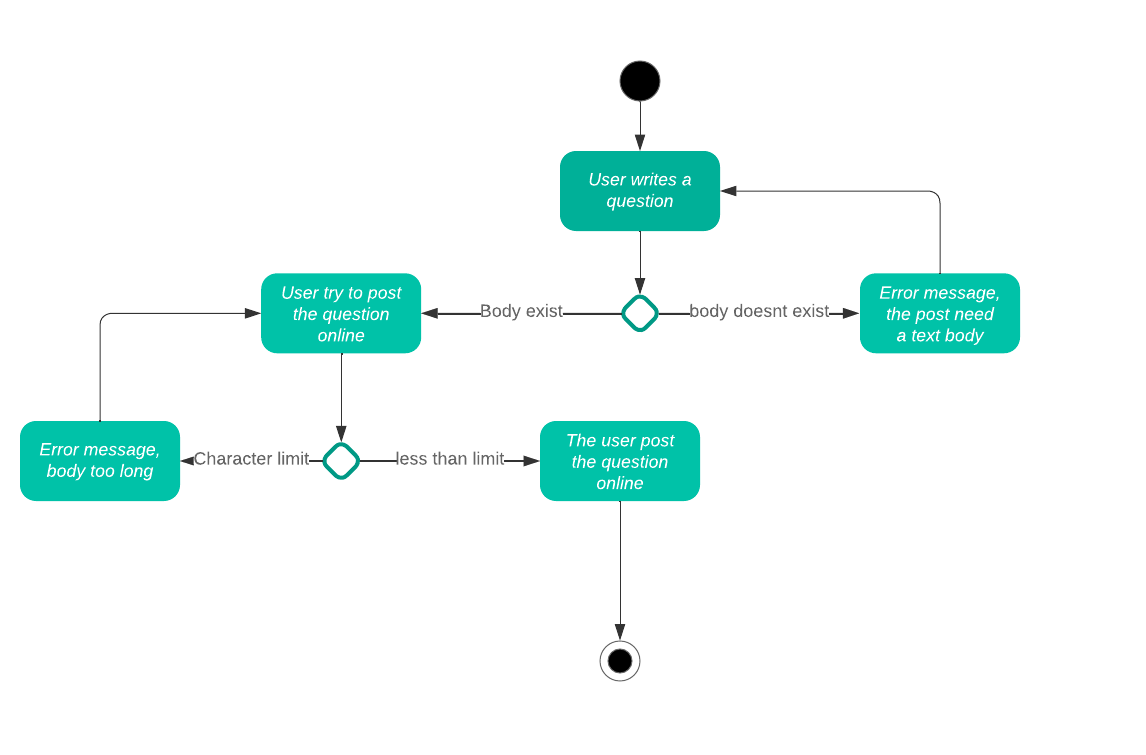 User writes a
question
User try to post
the question
online
Body exist
body doesnt exist
Error message,
the post need
a text body
Error message,
body too long
Character limit
less than limit
The user post
the question
online